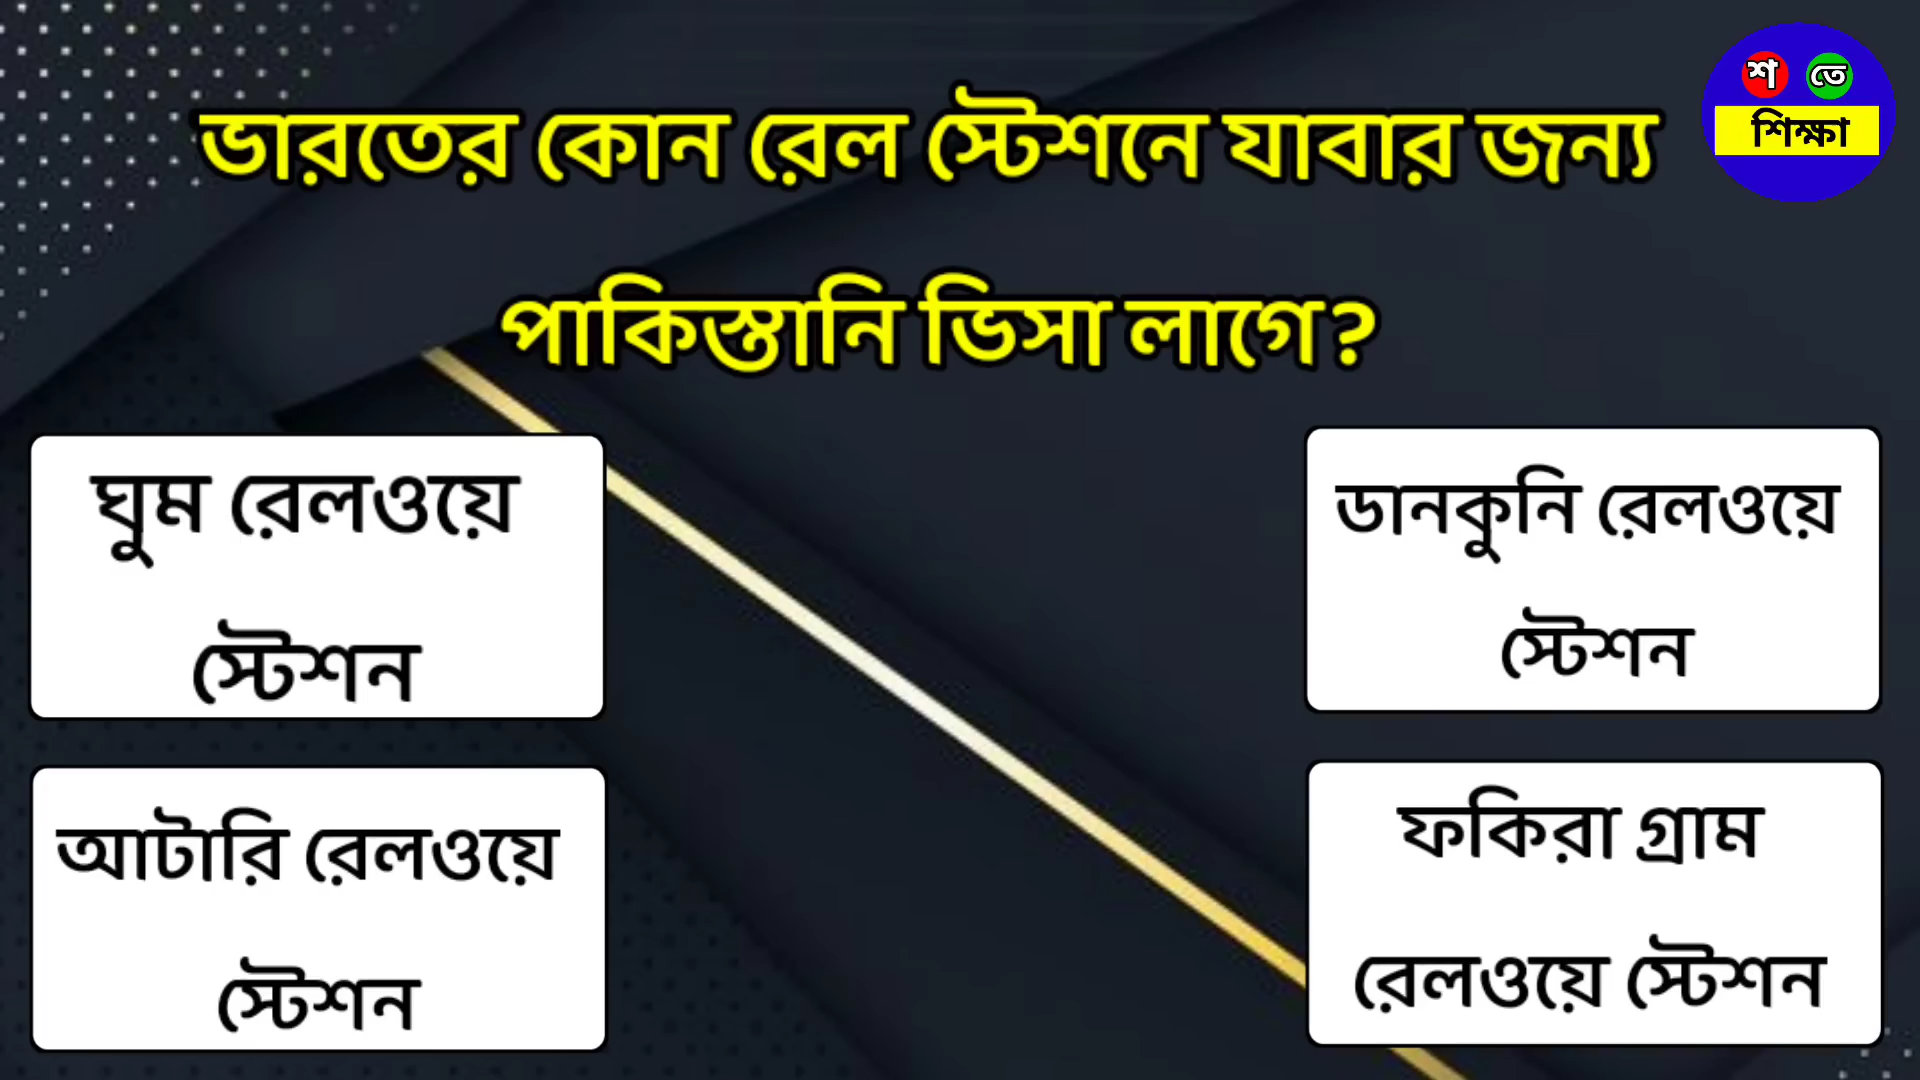 শ তে
শিক্ষা
ভারতের কোন রেল স্টেশনে যাবার জন্য
পাকিস্তানি ভিসা লাগে?
ঘুম রেলওয়ে
স্টেশন
ডানকুনি রেলওয়ে
স্টেশন
আটারি রেলওয়ে
স্টেশন
ফকিরা গ্রাম
রেলওয়ে স্টেশন